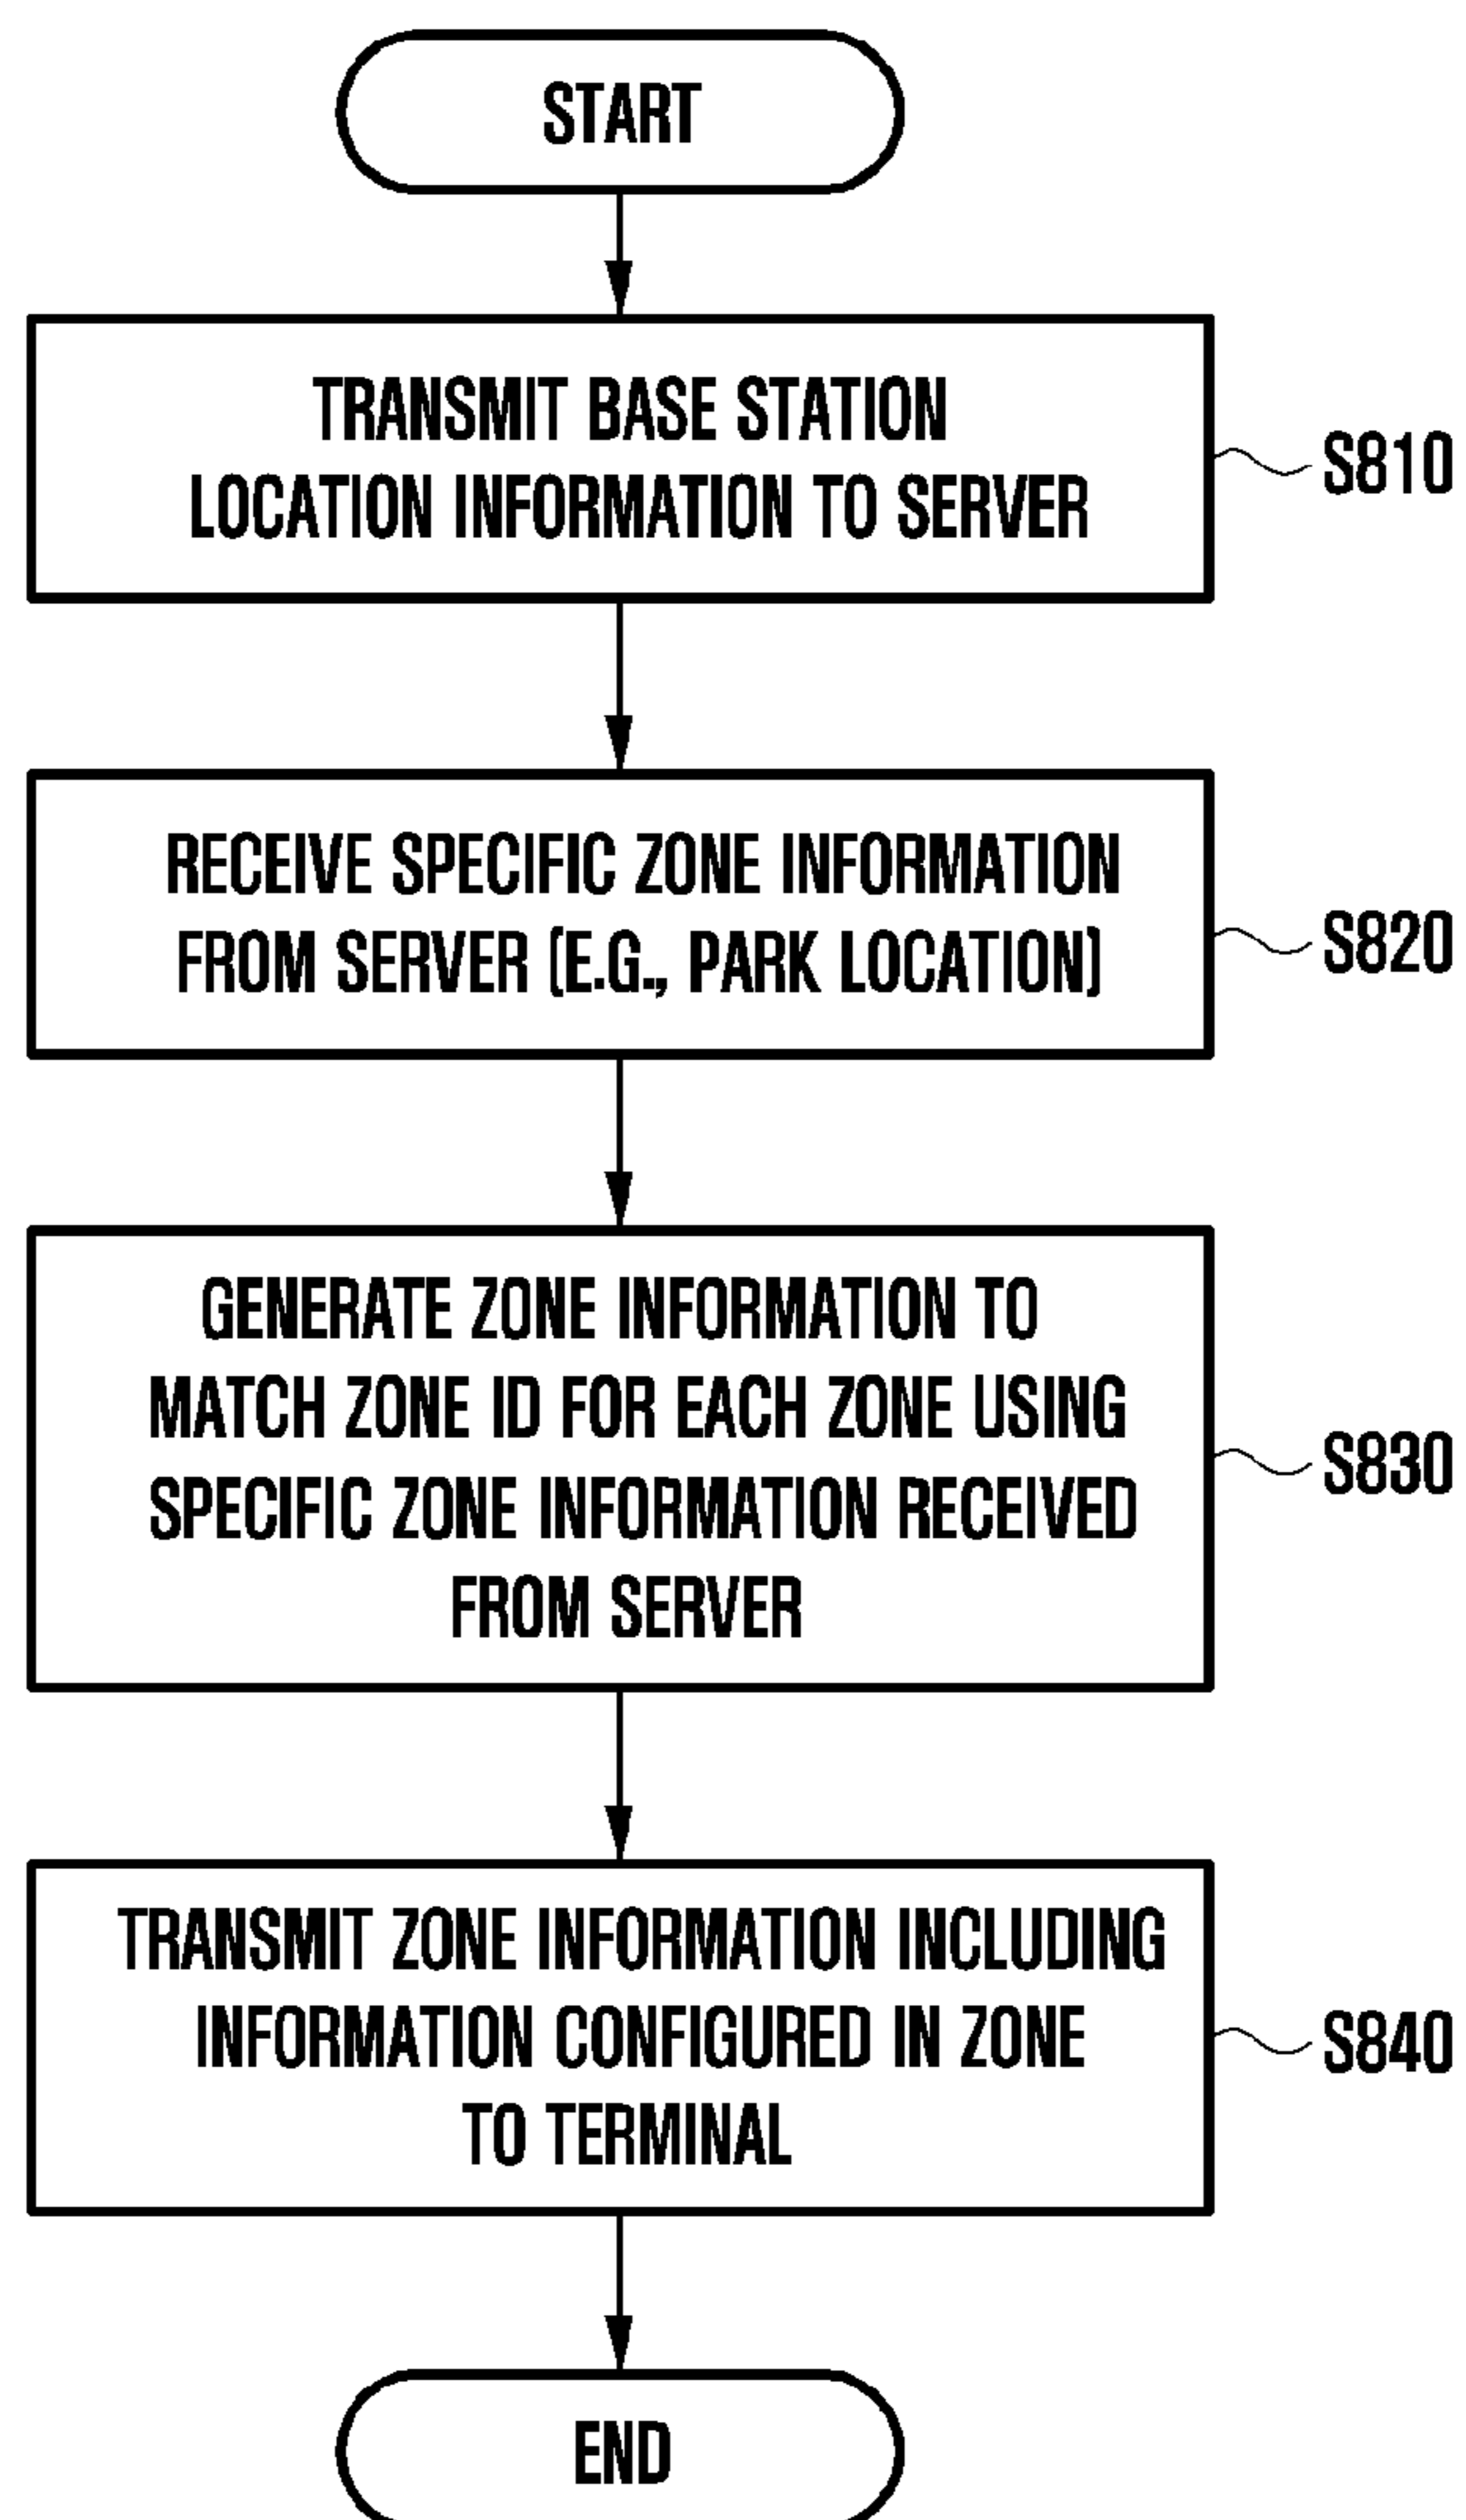 START
TRANSMIT BASE STATION
LOCATION INFORMATION TO SERVER
S810
RECEIVE SPECIFIC ZONE INFORMATION
FROM SERVER (E.G., PARK LOCATION)
S820
GENERATE ZONE INFORMATION TO
MATCH ZONE ID FOR EACH ZONE USING
SPECIFIC ZONE INFORMATION RECEIVED
FROM SERVER
S830
TRANSMIT ZONE INFORMATION INCLUDING
INFORMATION CONFIGURED IN ZONE
TO TERMINAL
S840
END